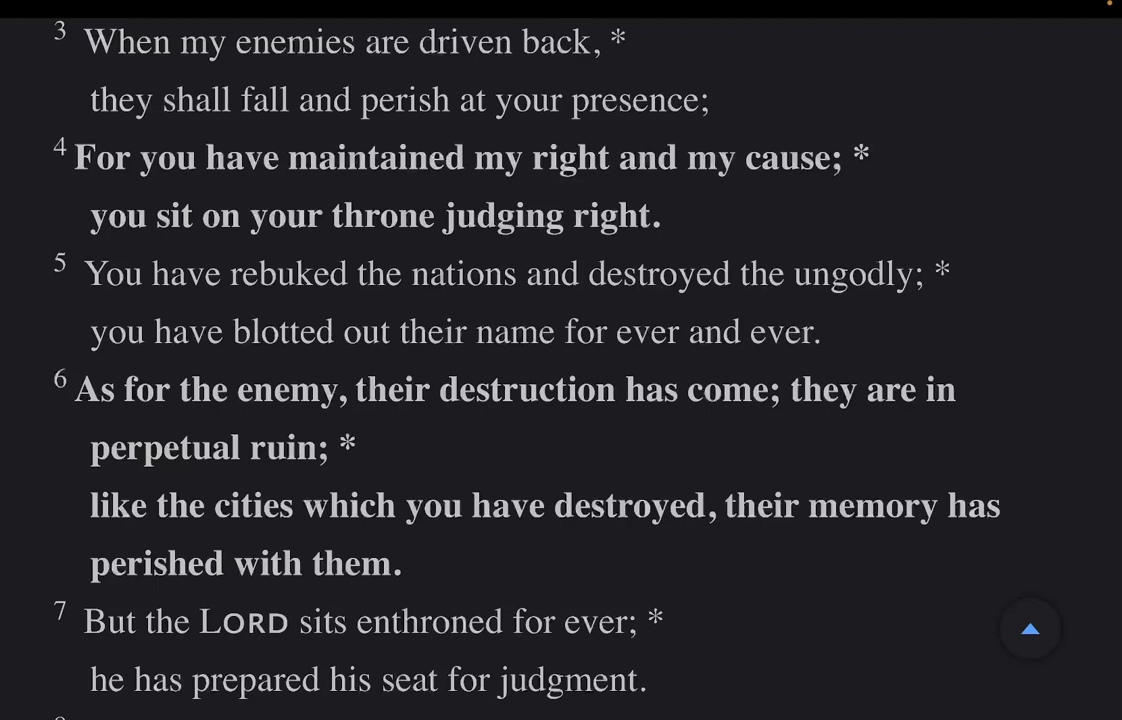 3 When my enemies are driven back, *
they shall fall and perish at your presence;
4 For you have maintained my right and my cause; *
you sit on your throne judging right.
5 You have rebuked the nations and destroyed the ungodly; *
you have blotted out their name for ever and ever.
6 As for the enemy, their destruction has come; they are in
perpetual ruin; *
like the cities which you have destroyed, their memory has
perished with them.
7 But the LORD sits enthroned for ever; *
he has prepared his seat for judgment.